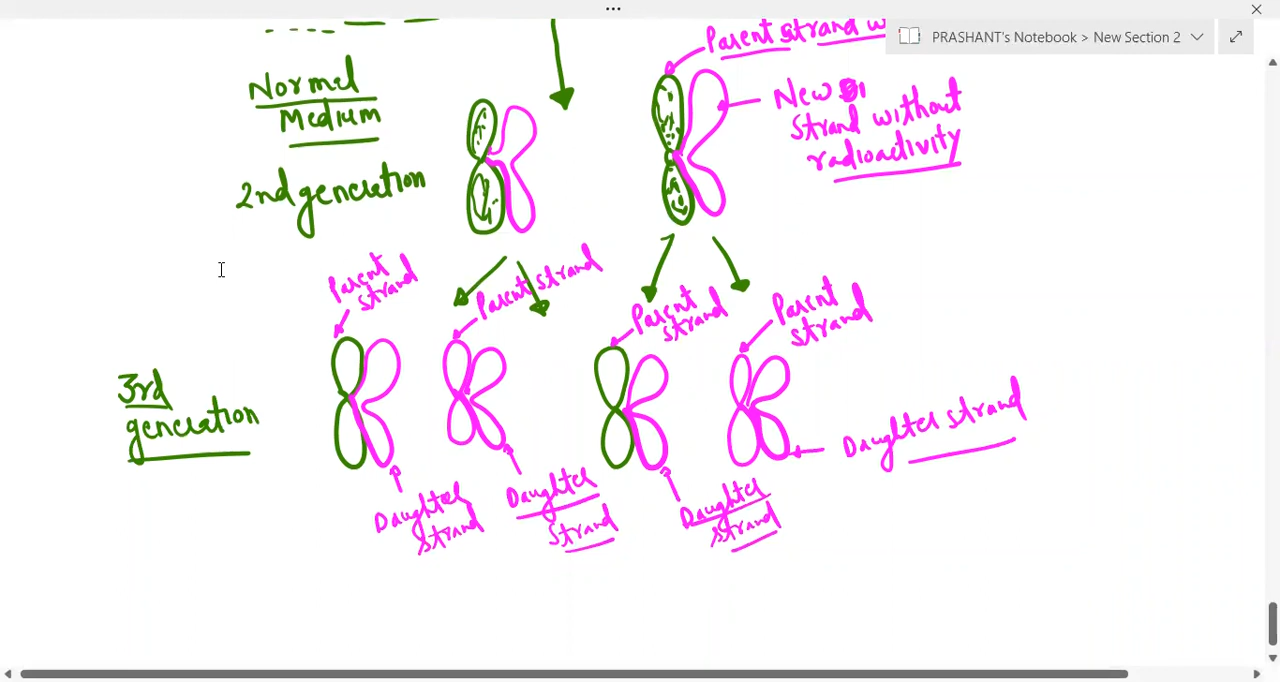 PRASHANT's Notebook > New Section 2
Parent strand
Normel
Medium
New
strand without
radioactivity
2nd generation
Parent
strand
Parent strand
Parent
strand
Parent
strand
3rd
generation
Daughter strand
Daughter
strand
Daughter
strand
Daughter
strand